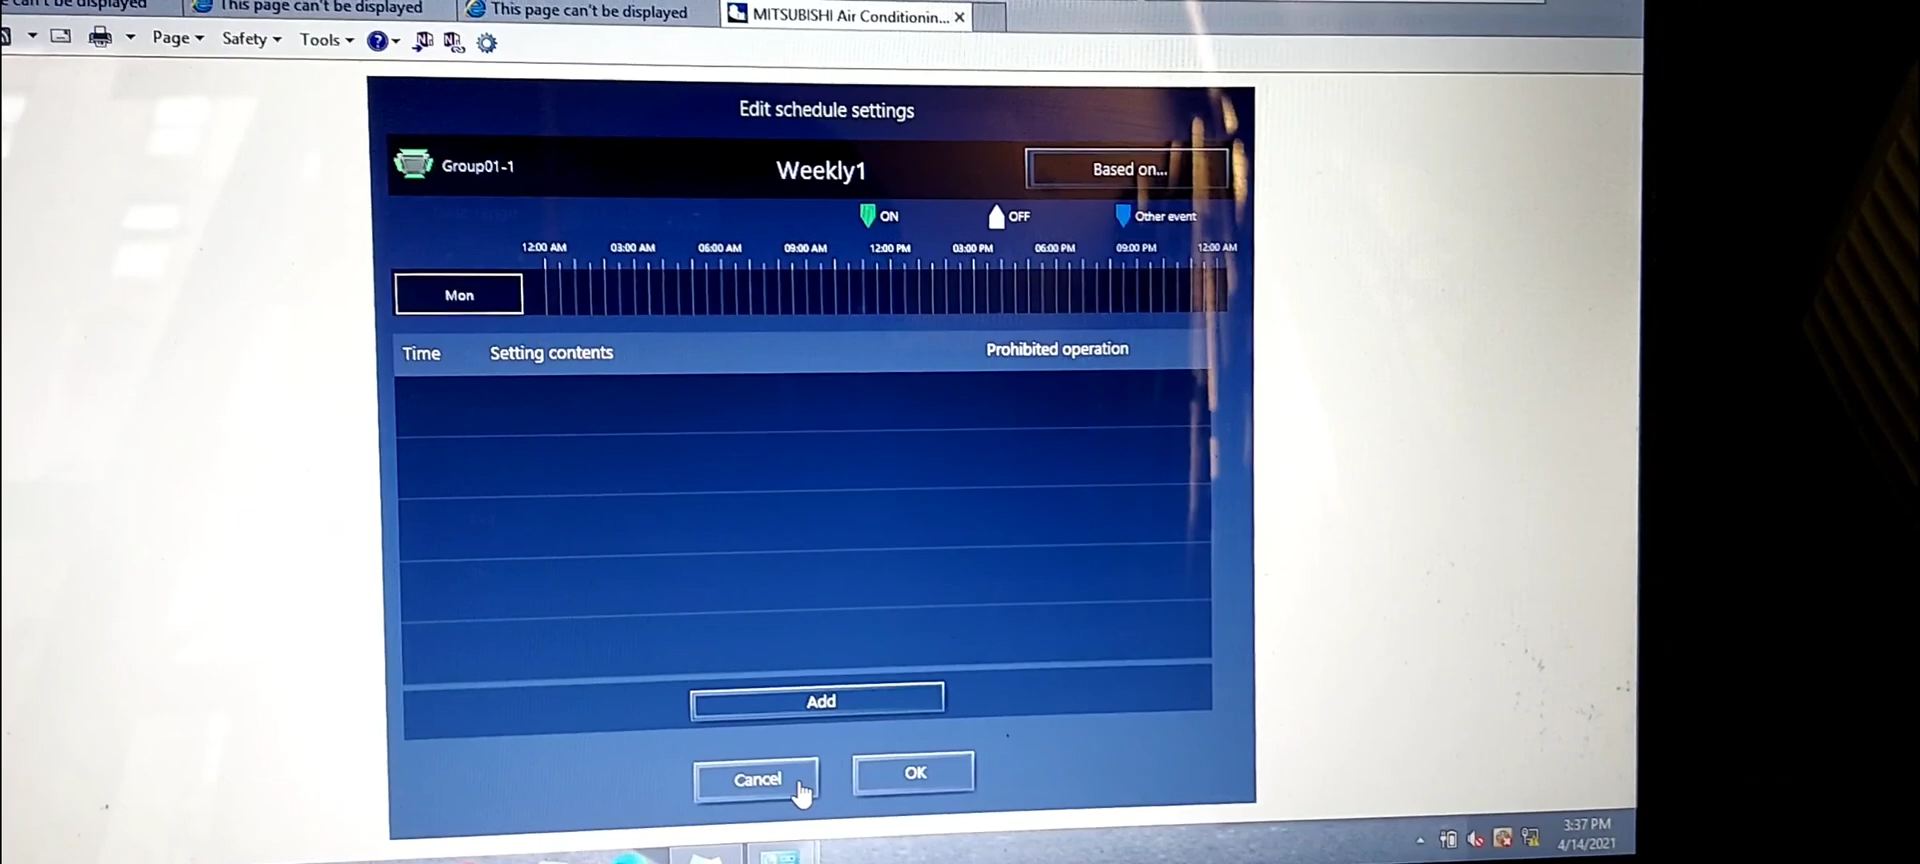 can't be displayed
This page can't be displayed
This page can't be displayed
MITSUBISHI Air Conditionin...
Page Safety Tools
Edit schedule settings
Group01-1 Weekly1 Based on...
ON OFF Other event
12:00 AM 03:00 AM 06:00 AM 09:00 AM 12:00 PM 03:00 PM 06:00 PM 09:00 PM 12:00 AM
Mon
Time Setting contents Prohibited operation
Add
Cancel OK
3:37 PM
4/14/2021